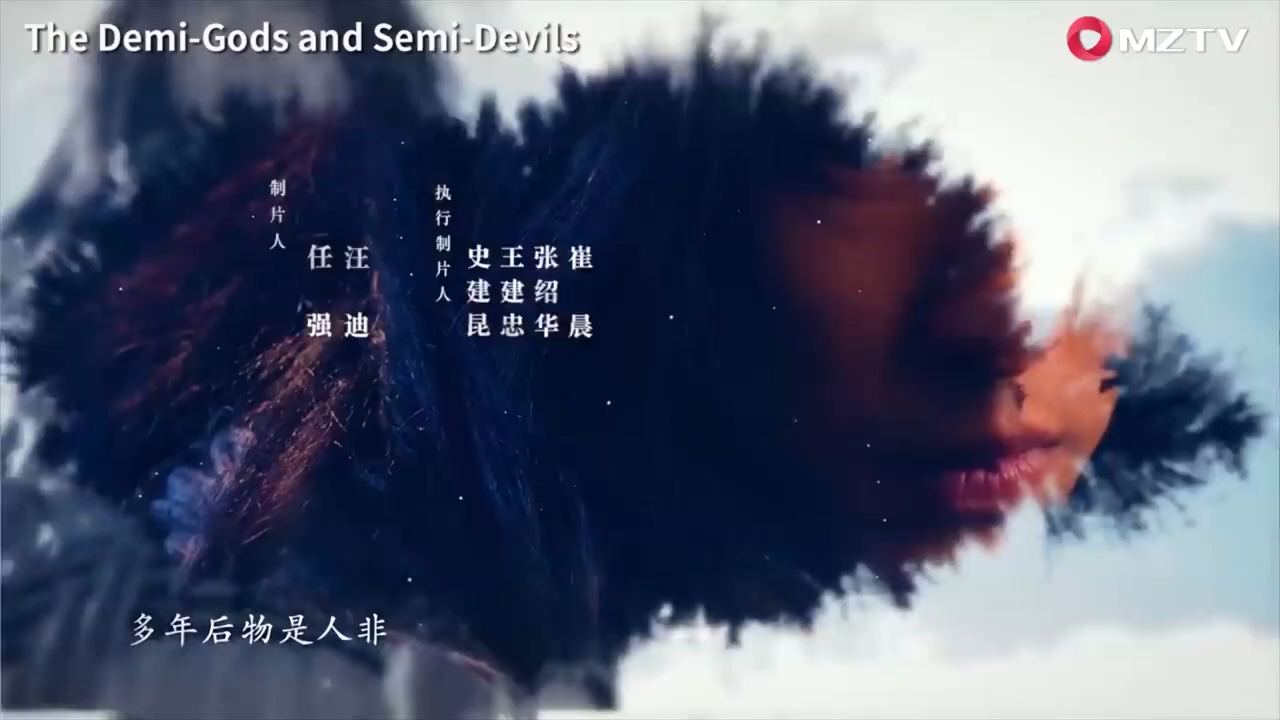 The Demi-Gods and Semi-Devils
MZTV
制片人
任强
汪迪
执行制片人
史建昆
王建忠
张绍华
崔晨
多年后物是人非